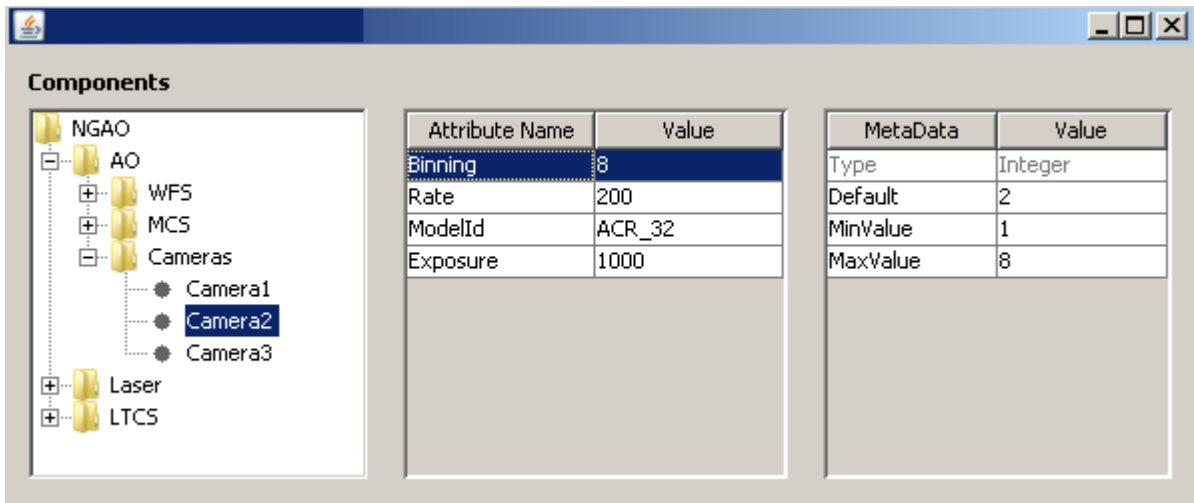 Components
NGAO
AO
WFS
MCS
Cameras
Camera1
Camera2
Camera3
Laser
LTCS
Attribute Name Value
Binning 8
Rate 200
ModelId ACR_32
Exposure 1000
MetaData Value
Type Integer
Default 2
MinValue 1
MaxValue 8